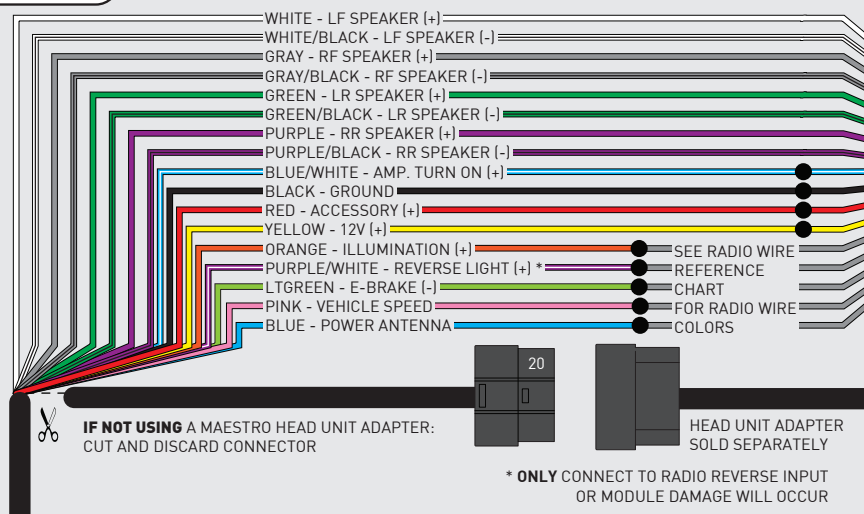 WHITE - LF SPEAKER (+)
WHITE/BLACK - LF SPEAKER (-)
GRAY - RF SPEAKER (+)
GRAY/BLACK - RF SPEAKER (-)
GREEN - LR SPEAKER (+)
GREEN/BLACK - LR SPEAKER (-)
PURPLE - RR SPEAKER (+)
PURPLE/BLACK - RR SPEAKER (-)
BLUE/WHITE - AMP. TURN ON (+)
BLACK - GROUND
RED - ACCESSORY (+)
YELLOW - 12V (+)
ORANGE - ILLUMINATION (+)
PURPLE/WHITE - REVERSE LIGHT (+) *
LTGREEN - E-BRAKE (-)
PINK - VEHICLE SPEED
BLUE - POWER ANTENNA
SEE RADIO WIRE
REFERENCE
CHART
FOR RADIO WIRE
COLORS
20
IF NOT USING A MAESTRO HEAD UNIT ADAPTER:
CUT AND DISCARD CONNECTOR
HEAD UNIT ADAPTER
SOLD SEPARATELY
* ONLY CONNECT TO RADIO REVERSE INPUT
OR MODULE DAMAGE WILL OCCUR